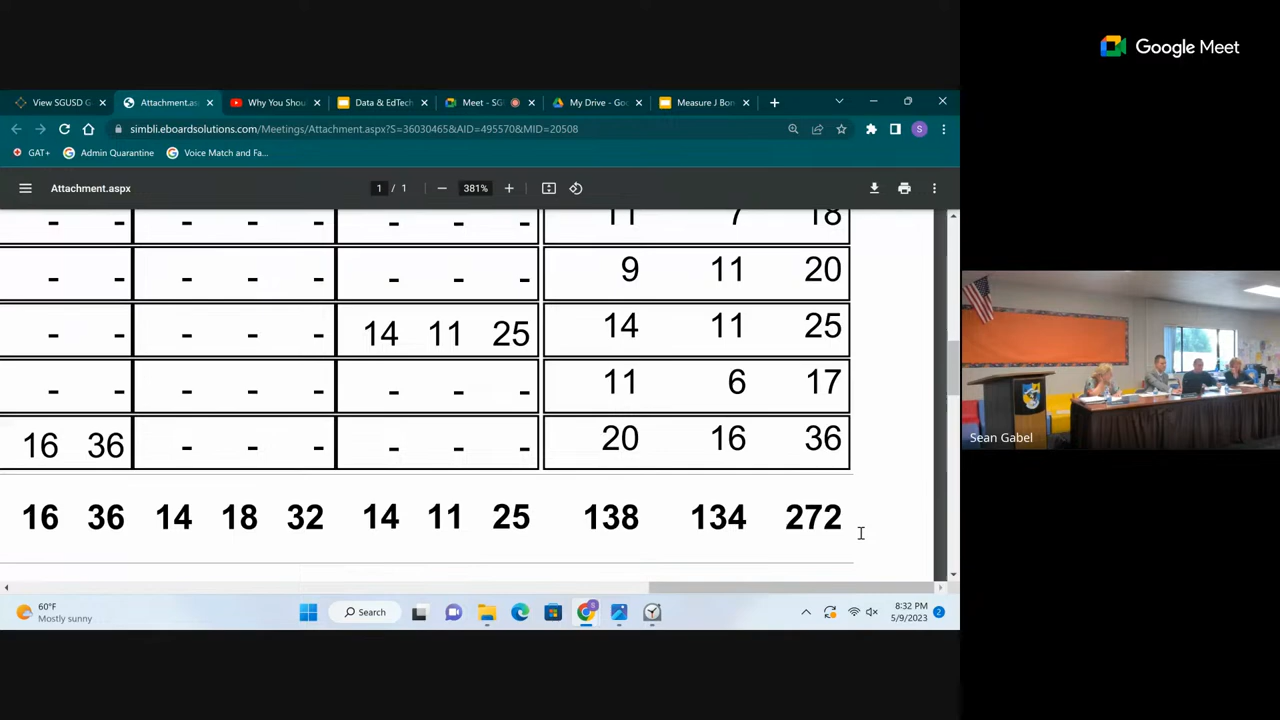 Google Meet
View SGUSD G
Attachment.as
Why You Shou
Data & EdTech
Meet - SG
My Drive - Goo
Measure J Bon
simbli.eboardsolutions.com/Meetings/Attachment.aspx?S=36030465&AID=495570&MID=20508
S
GAT+ Admin Quarantine Voice Match and Fa...
Attachment.aspx 1 / 1 381%
- - - - - - - - 11 7 18
- - - - - - - - 9 11 20
- - - - - 14 11 25 14 11 25
- - - - - - - - 11 6 17
16 36 - - - - - - 20 16 36
16 36 14 18 32 14 11 25 138 134 272
Sean Gabel
60°F
Mostly sunny
Search
8:32 PM
5/9/2023
2